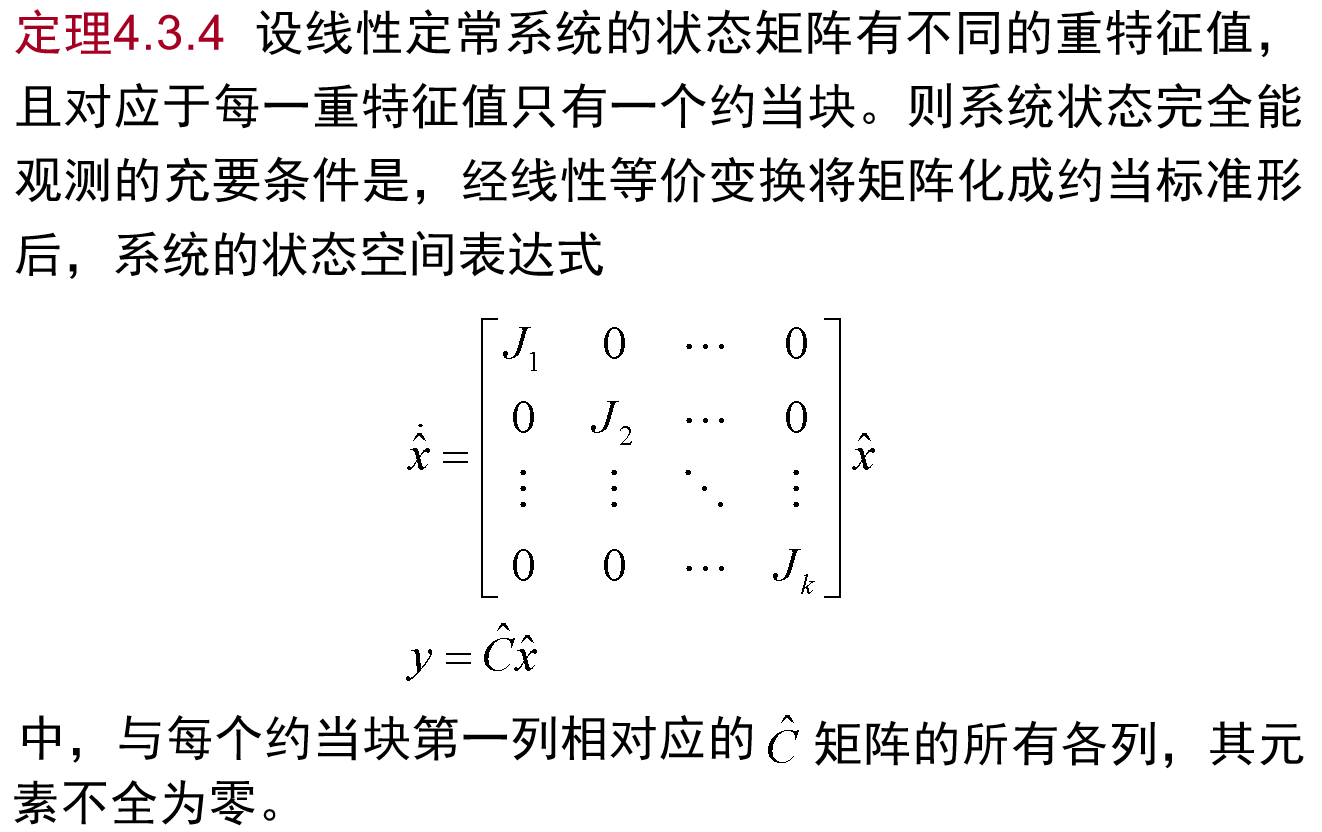 定理4.3.4 设线性定常系统的状态矩阵有不同的重特征值，
且对应于每一重特征值只有一个约当块。则系统状态完全能
观测的充要条件是，经线性等价变换将矩阵化成约当标准形
后，系统的状态空间表达式
J₁ 0 ⋯ 0
0 J₂ ⋯ 0
$\dot{\hat{x}}$ = $\hat{x}$
⋮ ⋮ ⋱ ⋮
0 0 ⋯ Jₖ
y = $\hat{C}\hat{x}$
中，与每个约当块第一列相对应的 $\hat{C}$ 矩阵的所有各列，其元
素不全为零。